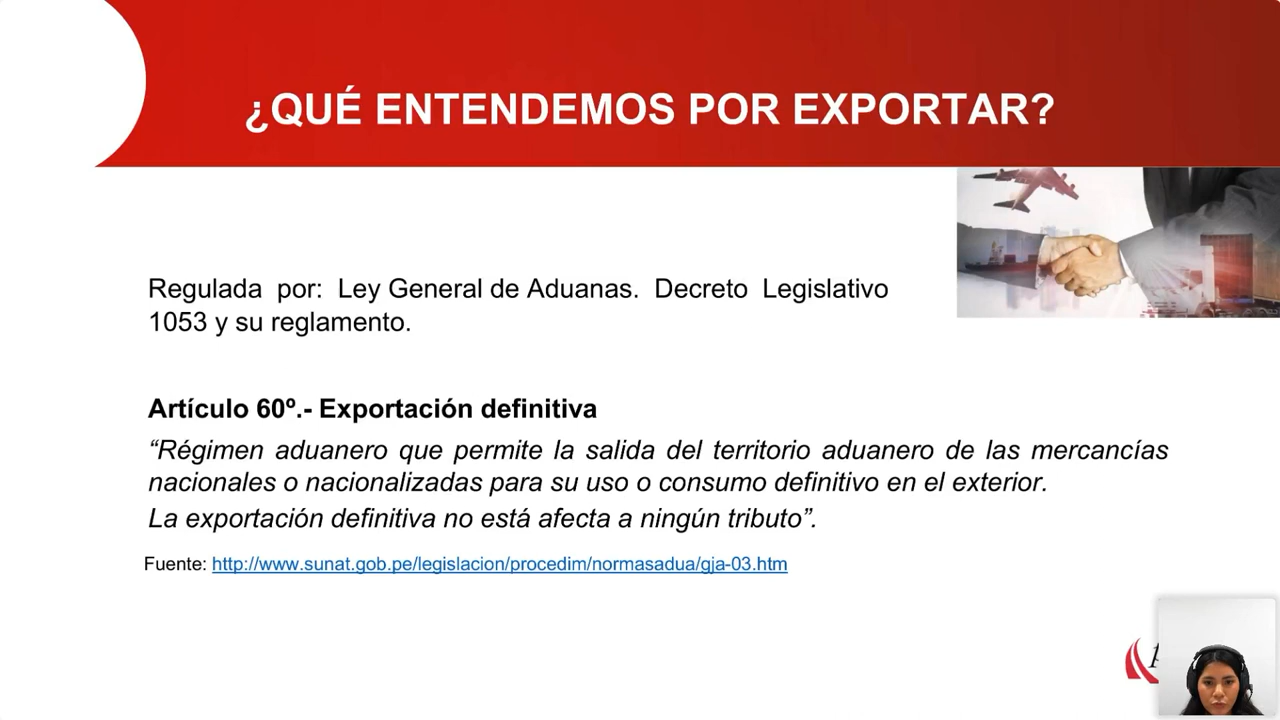 ¿QUÉ ENTENDEMOS POR EXPORTAR?
Regulada por: Ley General de Aduanas. Decreto Legislativo
1053 y su reglamento.
Artículo 60º.- Exportación definitiva
“Régimen aduanero que permite la salida del territorio aduanero de las mercancías
nacionales o nacionalizadas para su uso o consumo definitivo en el exterior.
La exportación definitiva no está afecta a ningún tributo”.
Fuente: http://www.sunat.gob.pe/legislacion/procedim/normasadua/gja-03.htm